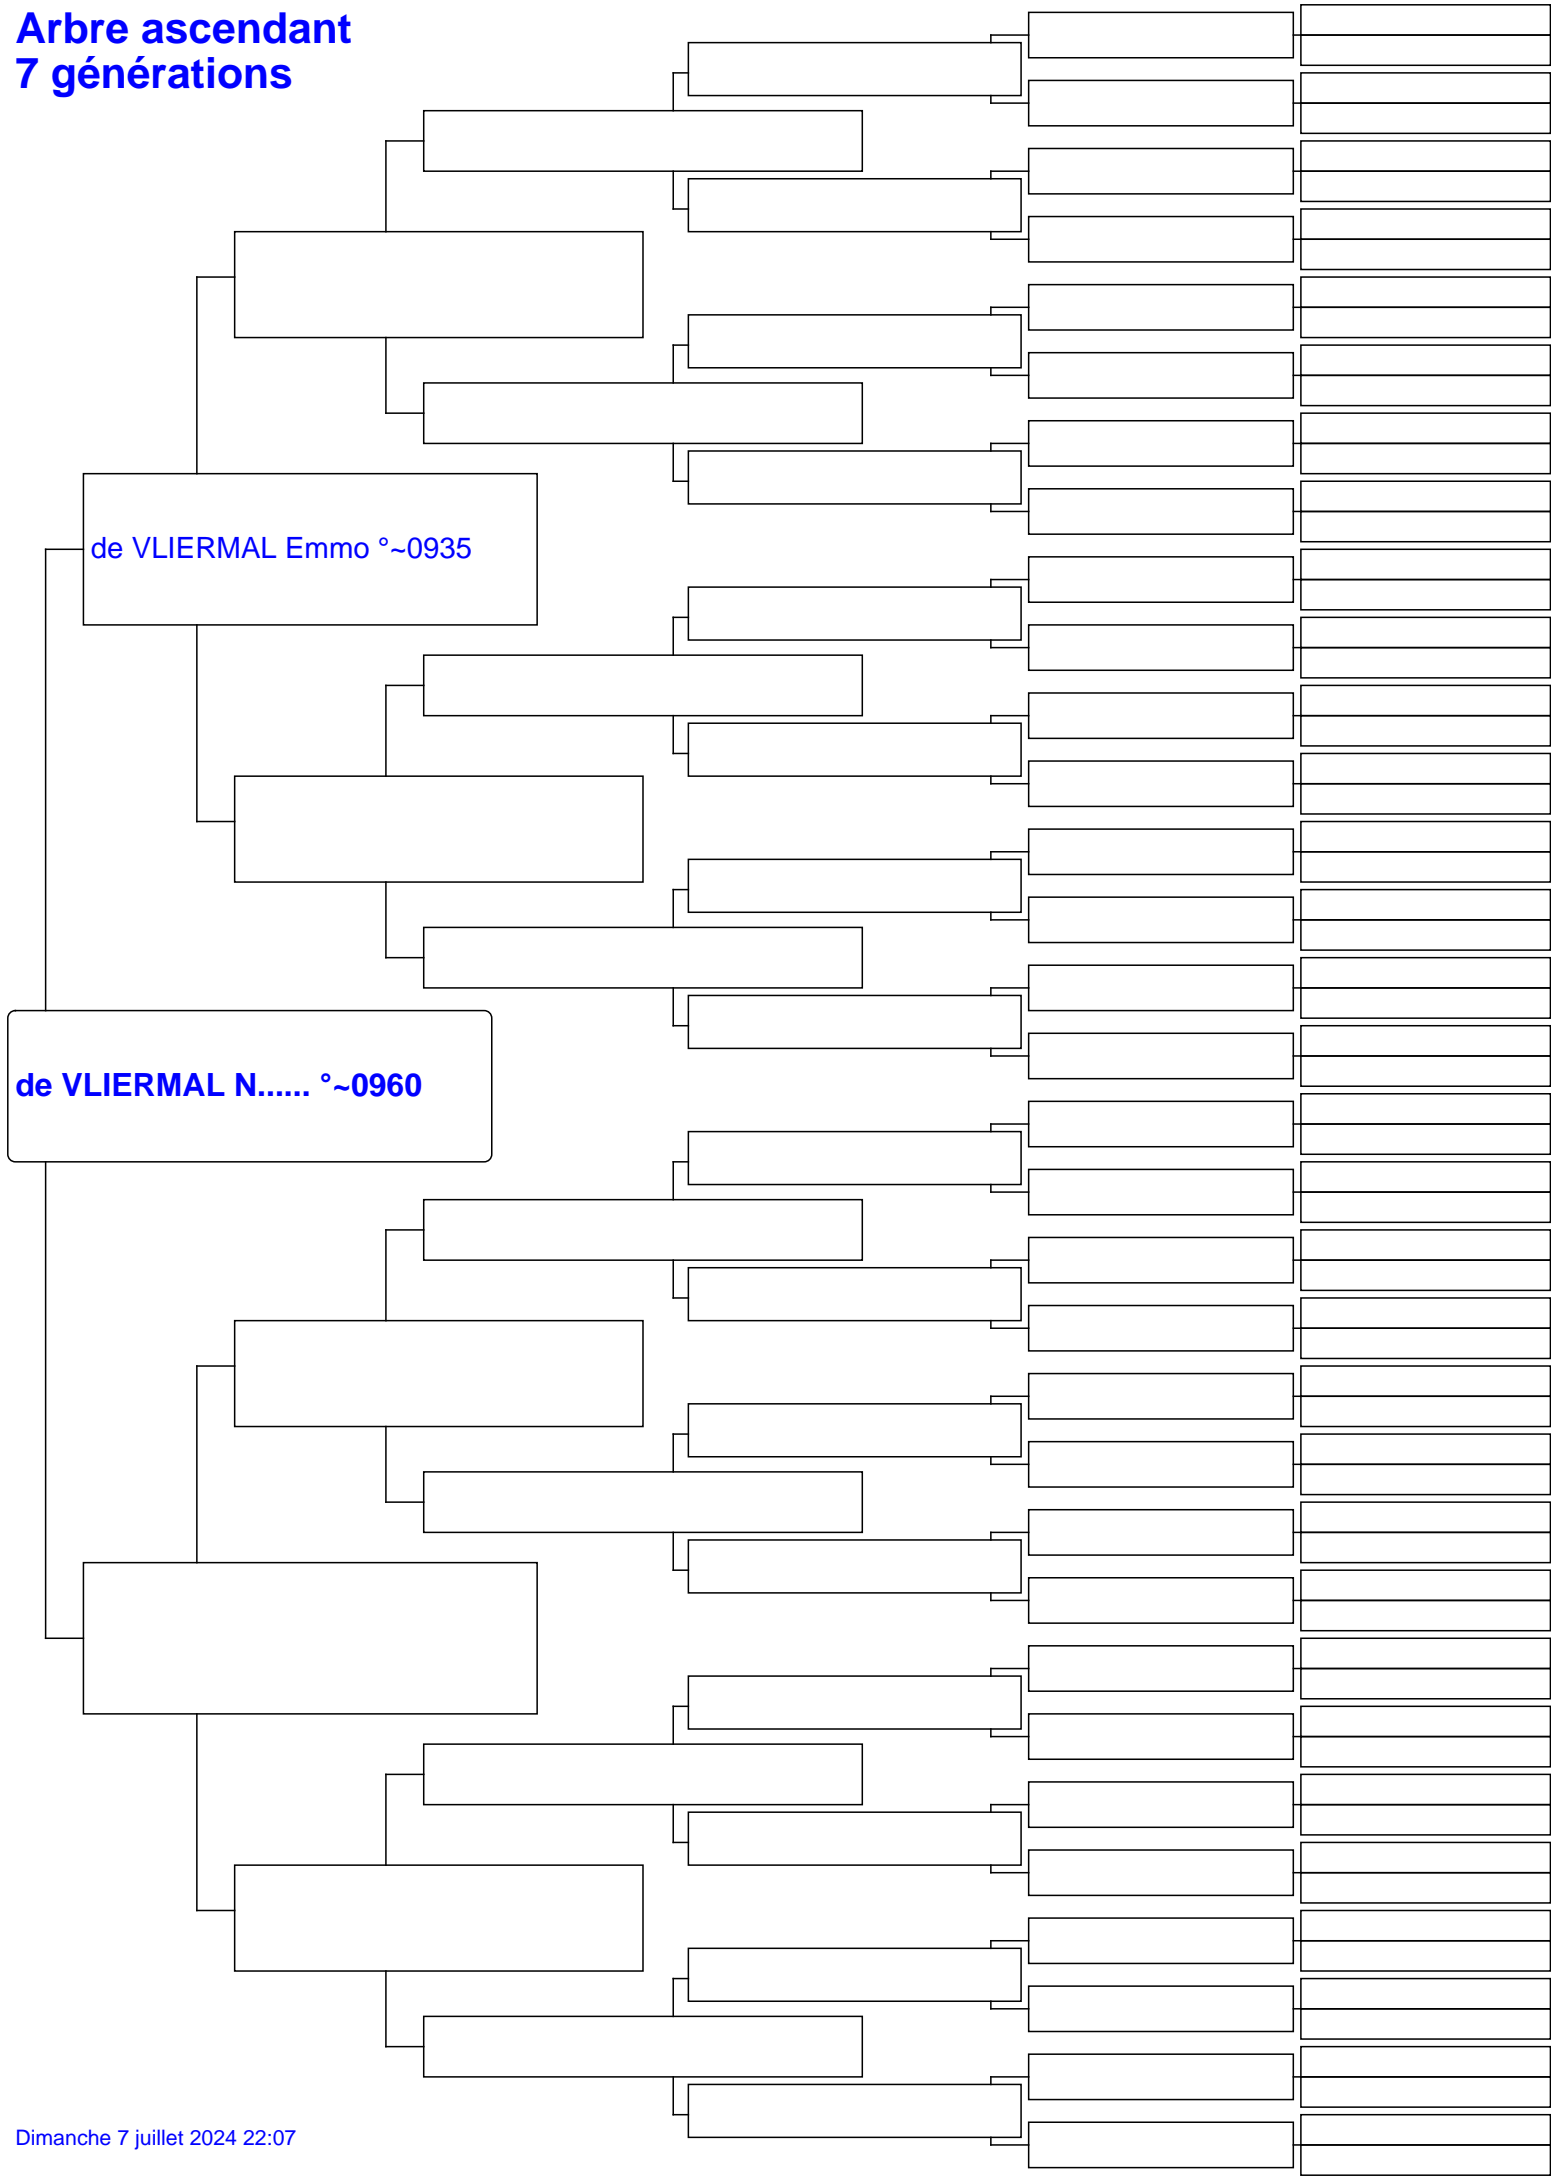 Arbre ascendant
7 générations
de VLIERMAL Emmo °~0935
de VLIERMAL N...... °~0960
Dimanche 7 juillet 2024 22:07